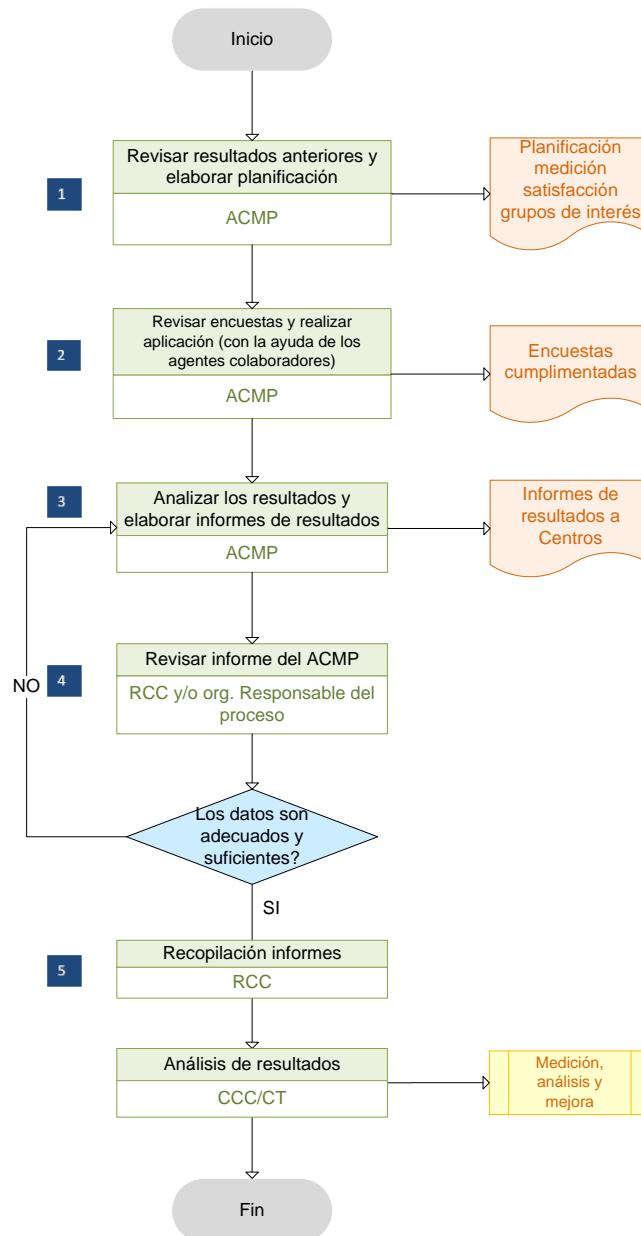 Inicio
1
Revisar resultados anteriores y
elaborar planificación
ACMP
Planificación
medición
satisfacción
grupos de interés
2
Revisar encuestas y realizar
aplicación (con la ayuda de los
agentes colaboradores)
ACMP
Encuestas
cumplimentadas
3
Analizar los resultados y
elaborar informes de resultados
ACMP
Informes de
resultados a
Centros
4
Revisar informe del ACMP
RCC y/o org. Responsable del
proceso
NO
Los datos son
adecuados y
suficientes?
SI
5
Recopilación informes
RCC
Análisis de resultados
CCC/CT
Medición,
análisis y
mejora
Fin